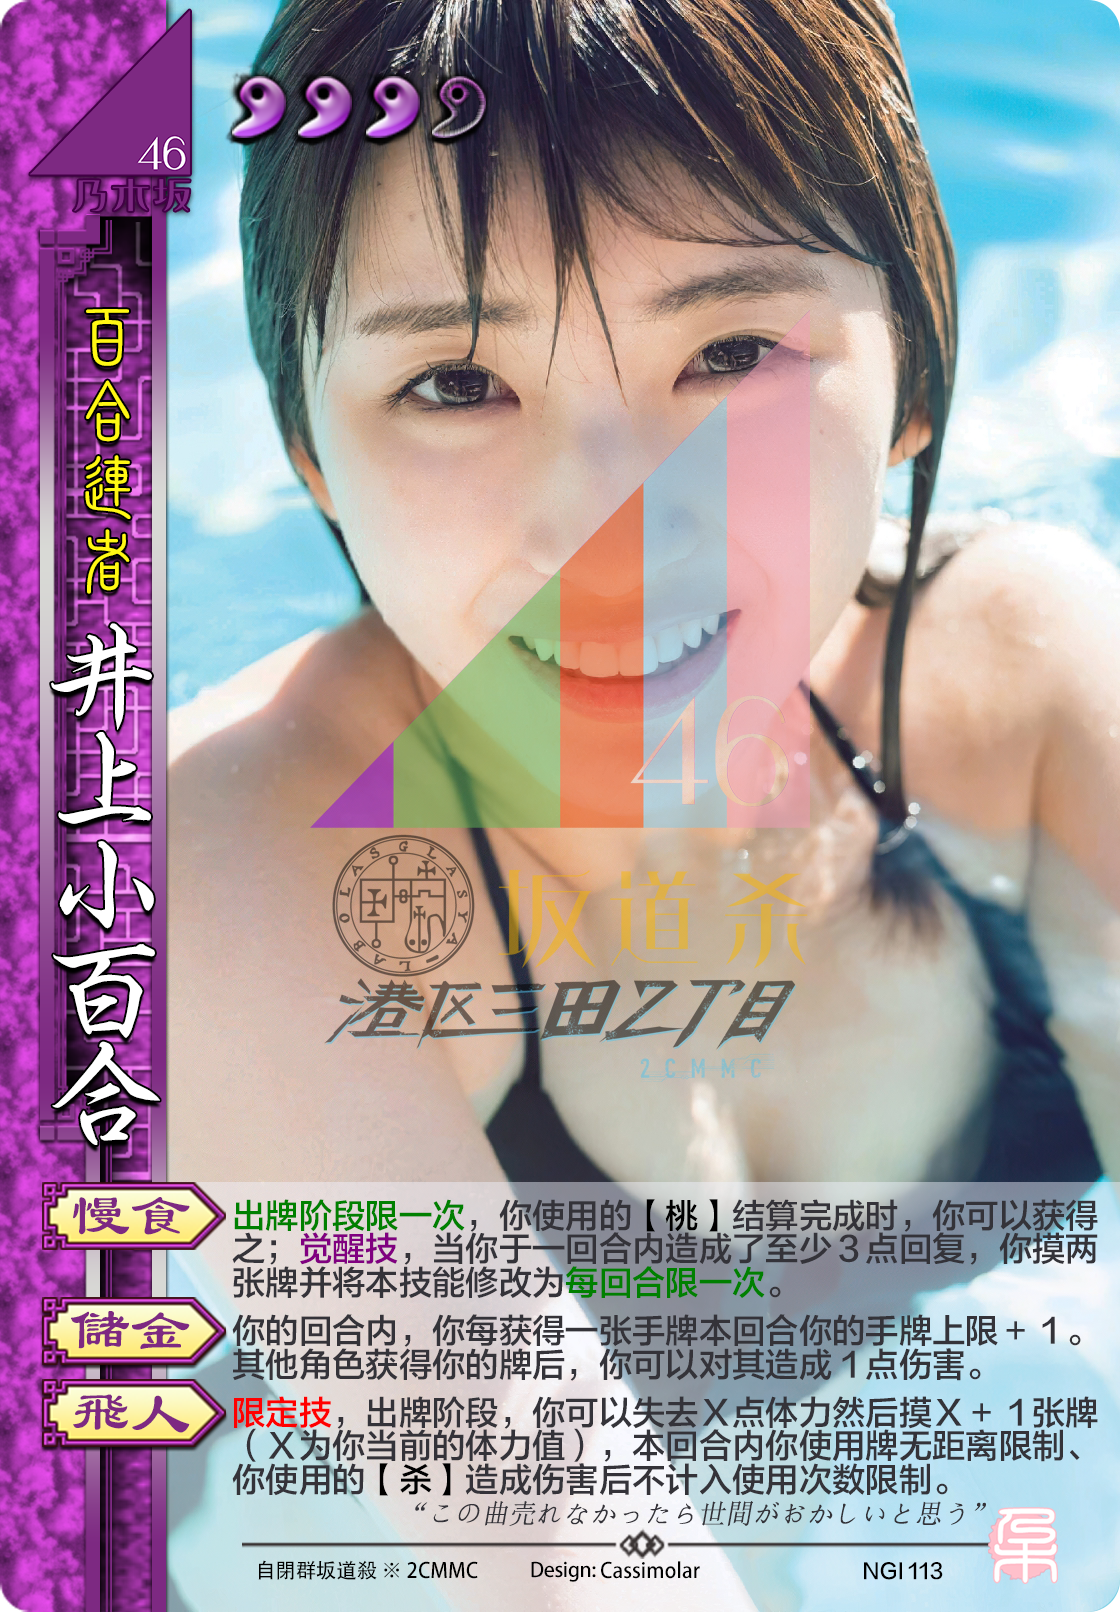 46
乃木坂
百合連者
井上小百合
46
GLASYA-LABOLAS
坂道杀
港区三田2丁目
2CMMC
慢食
出牌阶段限一次，你使用的【桃】结算完成时，你可以获得
之；觉醒技，当你于一回合内造成了至少３点回复，你摸两
张牌并将本技能修改为每回合限一次。
儲金
你的回合内，你每获得一张手牌本回合你的手牌上限＋１。
其他角色获得你的牌后，你可以对其造成１点伤害。
飛人
限定技，出牌阶段，你可以失去Ｘ点体力然后摸Ｘ＋１张牌
（Ｘ为你当前的体力值），本回合内你使用牌无距离限制、
你使用的【杀】造成伤害后不计入使用次数限制。
“この曲売れなかったら世間がおかしいと思う”
自閉群坂道殺 ※ 2CMMC
Design: Cassimolar
NGI 113